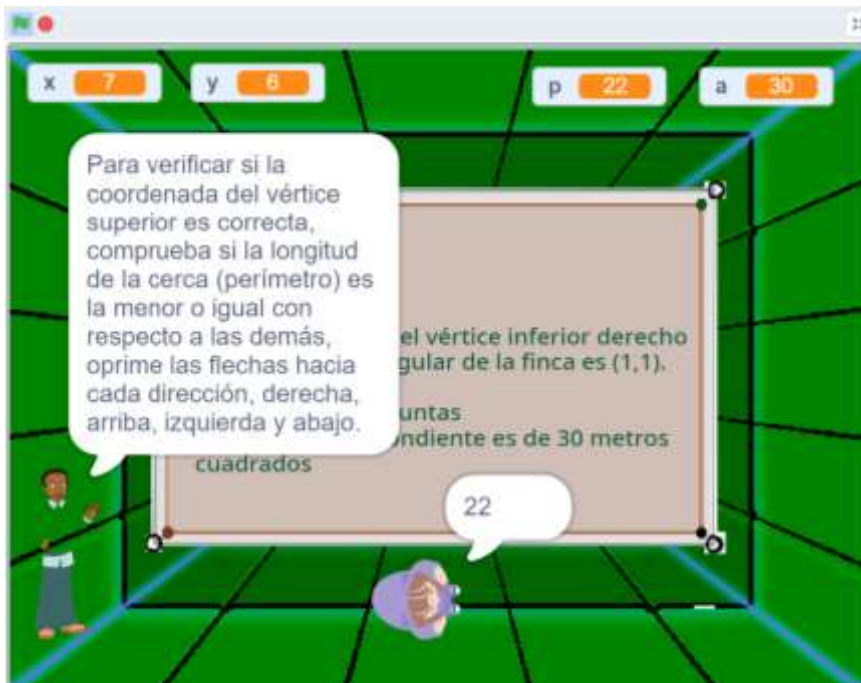 x 7 y 6 p 22 a 30
Para verificar si la
coordenada del vértice
superior es correcta,
comprueba si la longitud
de la cerca (perímetro) es
la menor o igual con
respecto a las demás,
oprime las flechas hacia
cada dirección, derecha,
arriba, izquierda y abajo.
el vértice inferior derecho
gular de la finca es (1,1).
untas
ondiente es de 30 metros
cuadrados
22